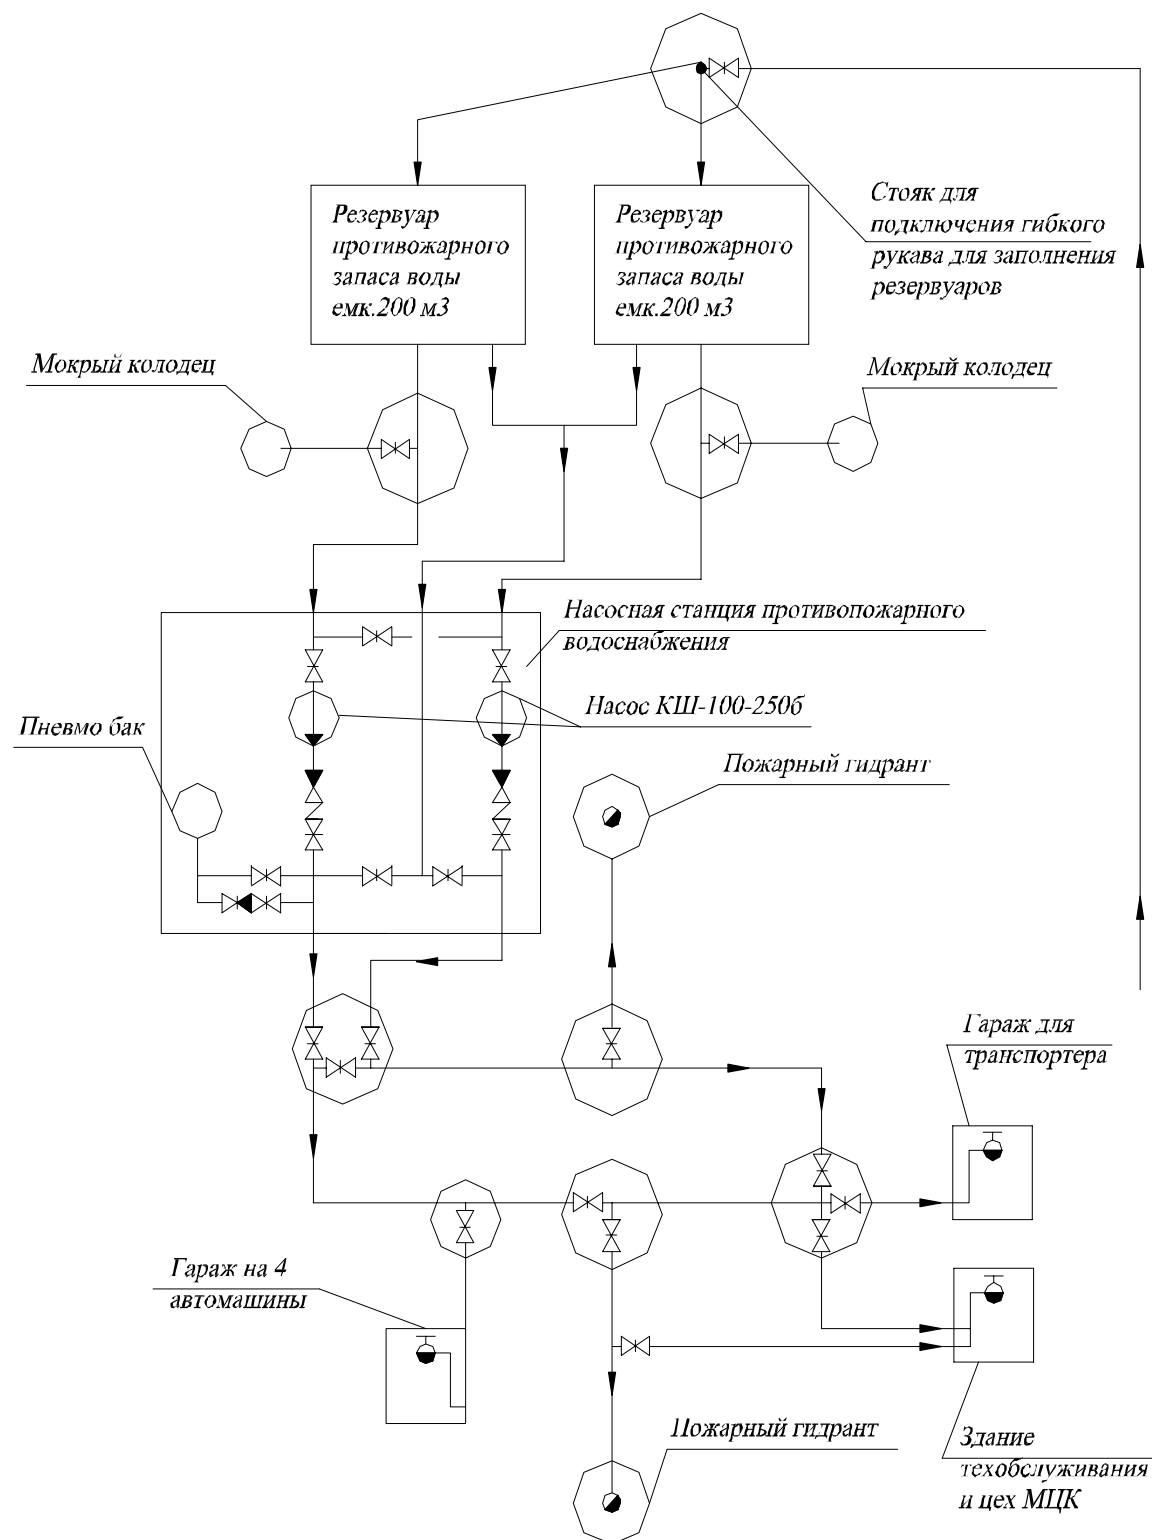 Резервуар
противожарного
запаса воды
емк.200 м3
Резервуар
противожарного
запаса воды
емк.200 м3
Стояк для
подключения гибкого
рукава для заполнения
резервуаров
Мокрый колодец
Мокрый колодец
Насосная станция противопожарного
водоснабжения
Насос КШ-100-250б
Пневмо бак
Пожарный гидрант
Гараж для
транспортера
Гараж на 4
автомашины
Пожарный гидрант
Здание
техобслуживания
и цех МЦК